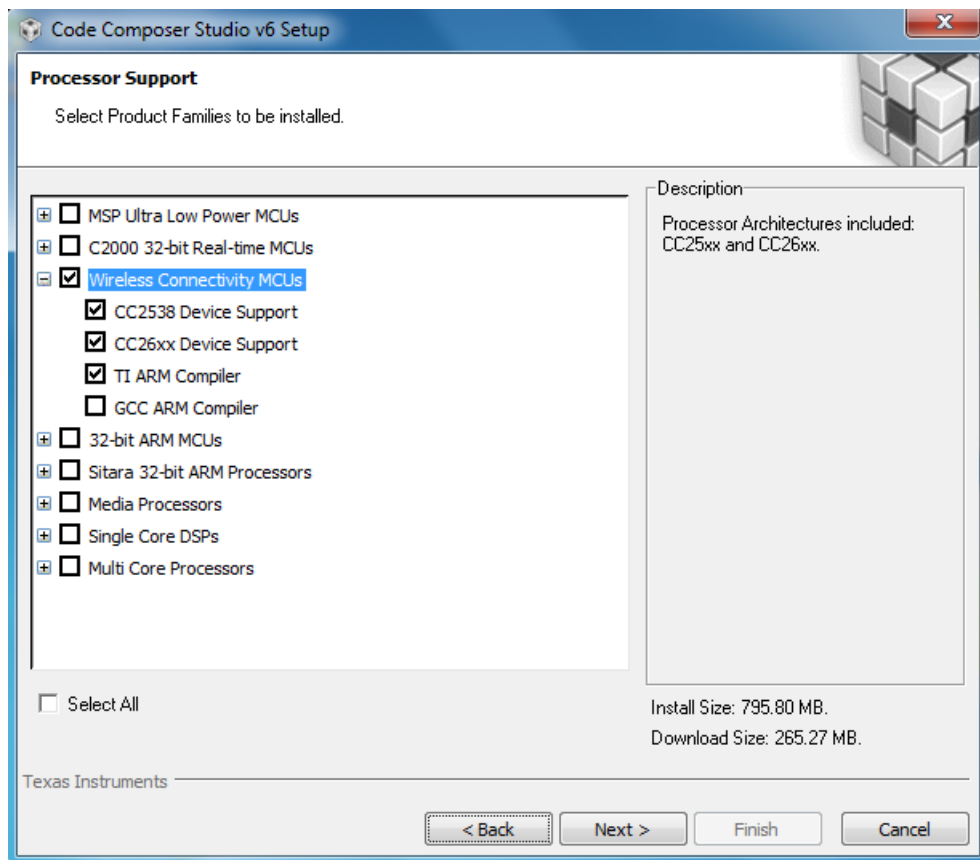 Code Composer Studio v6 Setup
Processor Support
Select Product Families to be installed.
MSP Ultra Low Power MCUs
C2000 32-bit Real-time MCUs
Wireless Connectivity MCUs
CC2538 Device Support
CC26xx Device Support
TI ARM Compiler
GCC ARM Compiler
32-bit ARM MCUs
Sitara 32-bit ARM Processors
Media Processors
Single Core DSPs
Multi Core Processors
Select All
Description
Processor Architectures included:
CC25xx and CC26xx.
Install Size: 795.80 MB.
Download Size: 265.27 MB.
Texas Instruments
< Back
Next >
Finish
Cancel